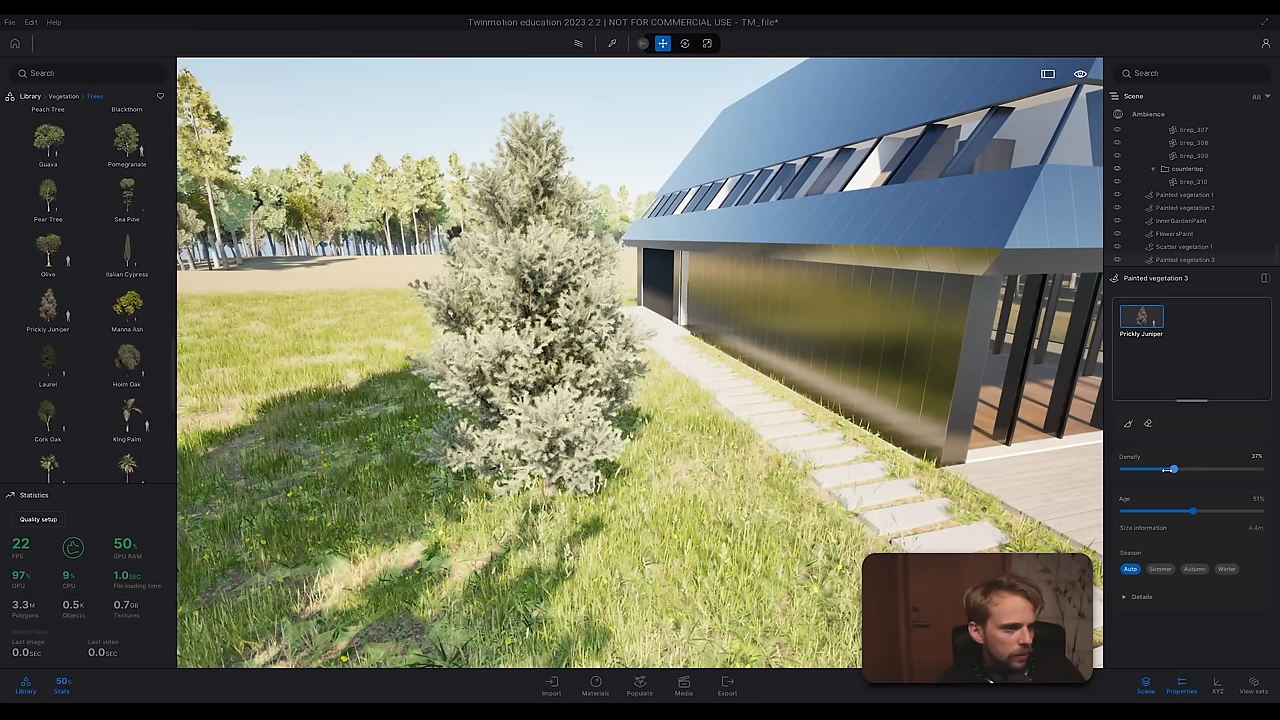 File Edit Help
Twinmotion education 2023.2.2 | NOT FOR COMMERCIAL USE - TM_file*
Search
Library > Vegetation > Trees
Peach Tree Blackthorn
Guava Pomegranate
Pear Tree Sea Pine
Olive Italian Cypress
Prickly Juniper Manna Ash
Laurel Holm Oak
Cork Oak King Palm
Statistics
Quality setup
22 50%
FPS GPU RAM
97% 9% 1.0SEC
GPU CPU File loading time
3.3M 0.5K 0.7GB
Polygons Objects Textures
Last image Last video
0.0SEC 0.0SEC
Library 50% Stats
Import Materials Populate Media Export
Search
Scene All
Ambience
brep_307
brep_308
brep_309
countertop
brep_310
Painted vegetation 1
Painted vegetation 2
InnerGardenPaint
FlowersPaint
Scatter vegetation 1
Painted vegetation 3
Painted vegetation 3
Prickly Juniper
Density 37%
Age 51%
Size information 4.4m
Season
Auto Summer Autumn Winter
Details
Scene Properties XYZ View sets